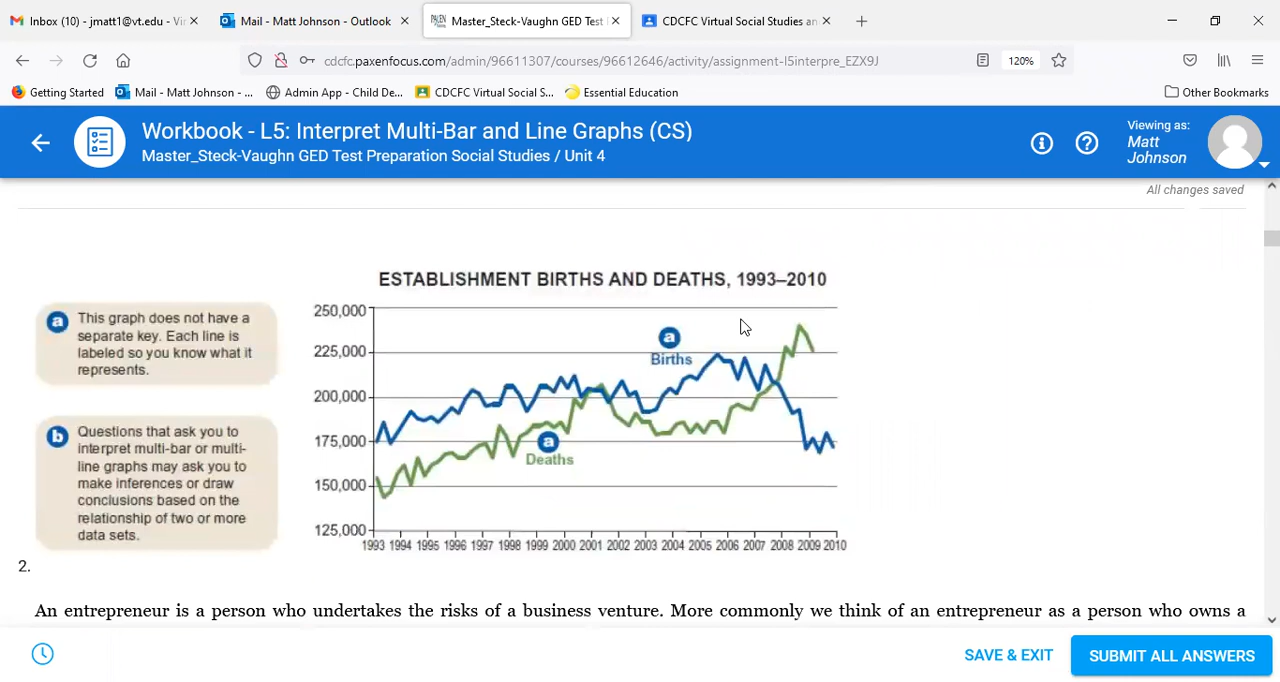 Inbox (10) - jmatt1@vt.edu - Vir
Mail - Matt Johnson - Outlook
PAXEN
Master_Steck-Vaughn GED Test
CDCFC Virtual Social Studies an
cdcfc.paxenfocus.com/admin/96611307/courses/96612646/activity/assignment-l5interpre_EZX9J
120%
Getting Started
Mail - Matt Johnson - ...
Admin App - Child De...
CDCFC Virtual Social S...
Essential Education
Other Bookmarks
Workbook - L5: Interpret Multi-Bar and Line Graphs (CS)
Master_Steck-Vaughn GED Test Preparation Social Studies / Unit 4
Viewing as:
Matt
Johnson
All changes saved
ESTABLISHMENT BIRTHS AND DEATHS, 1993–2010
a
This graph does not have a
separate key. Each line is
labeled so you know what it
represents.
b
Questions that ask you to
interpret multi-bar or multi-
line graphs may ask you to
make inferences or draw
conclusions based on the
relationship of two or more
data sets.
250,000
225,000
200,000
175,000
150,000
125,000
a
Births
a
Deaths
1993 1994 1995 1996 1997 1998 1999 2000 2001 2002 2003 2004 2005 2006 2007 2008 2009 2010
2.
An entrepreneur is a person who undertakes the risks of a business venture. More commonly we think of an entrepreneur as a person who owns a
SAVE & EXIT
SUBMIT ALL ANSWERS